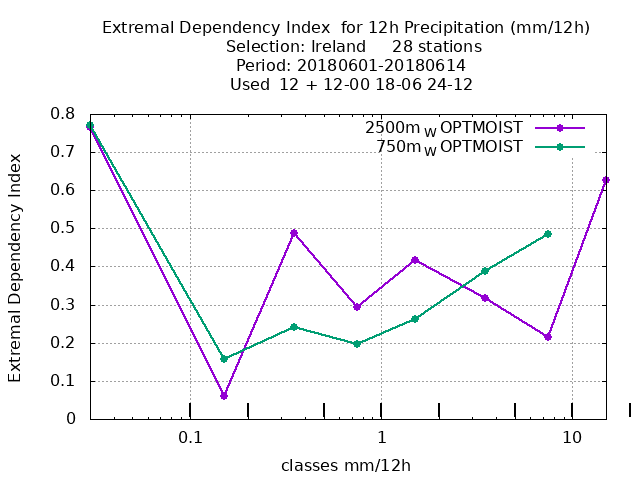 Extremal Dependency Index  for 12h Precipitation (mm/12h)
Selection: Ireland     28 stations
Period: 20180601-20180614
Used  12 + 12-00 18-06 24-12
2500m W OPTMOIST
750m W OPTMOIST
Extremal Dependency Index
0.8
0.7
0.6
0.5
0.4
0.3
0.2
0.1
0
0.1 1 10
classes mm/12h